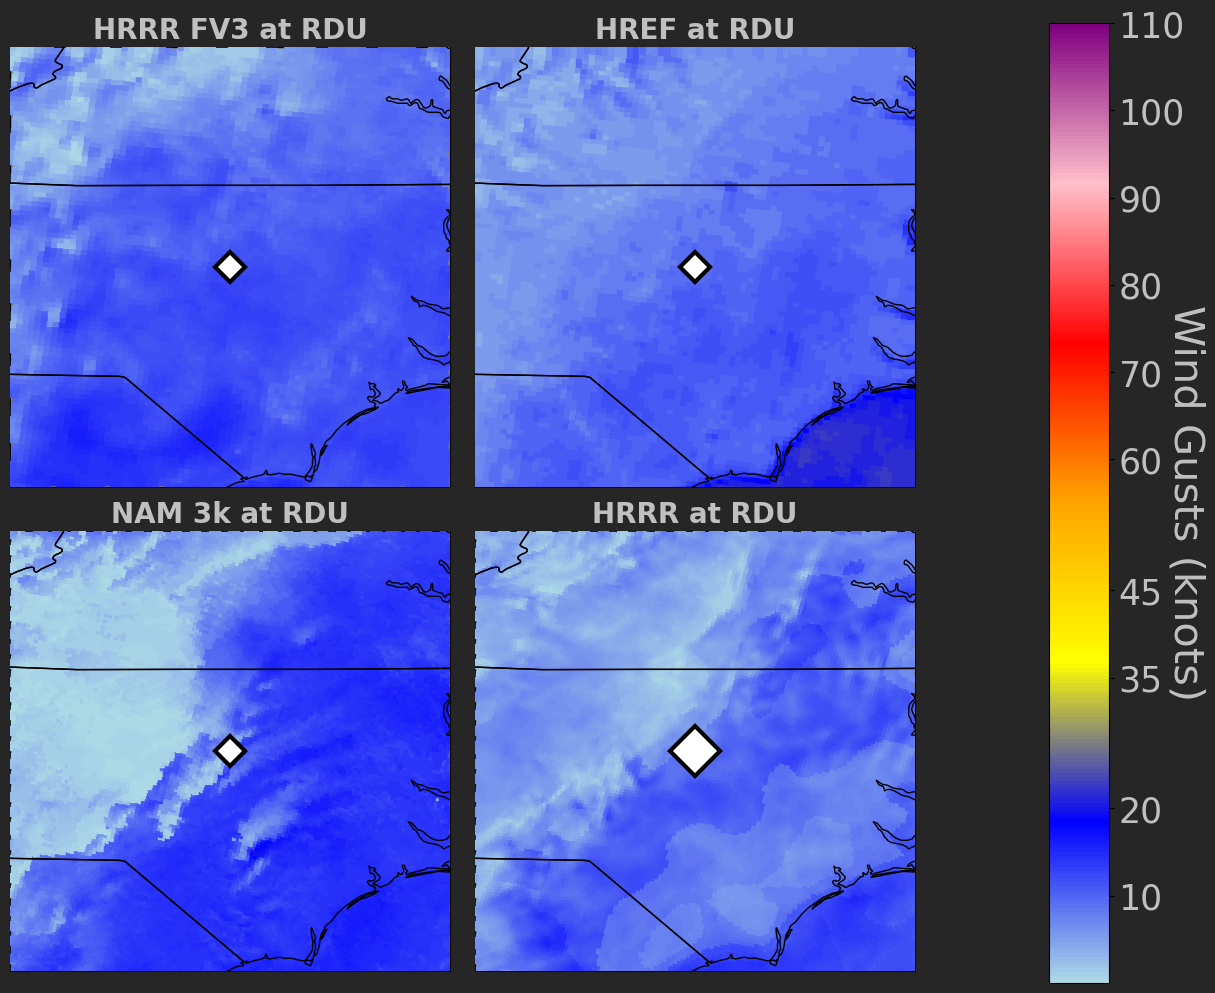 HRRR FV3 at RDU
HREF at RDU
NAM 3k at RDU
HRRR at RDU
110
100
90
80
70
60
45
35
20
10
Wind Gusts (knots)